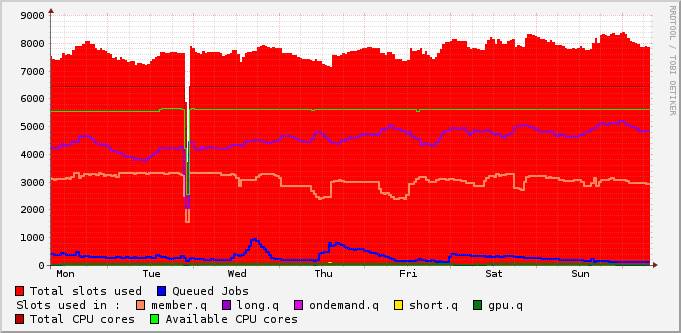 9000
8000
7000
6000
5000
4000
3000
2000
1000
0
Mon Tue Wed Thu Fri Sat Sun
RRDTOOL / TOBI OETIKER
Total slots used Queued Jobs
Slots used in : member.q long.q ondemand.q short.q gpu.q
Total CPU cores Available CPU cores